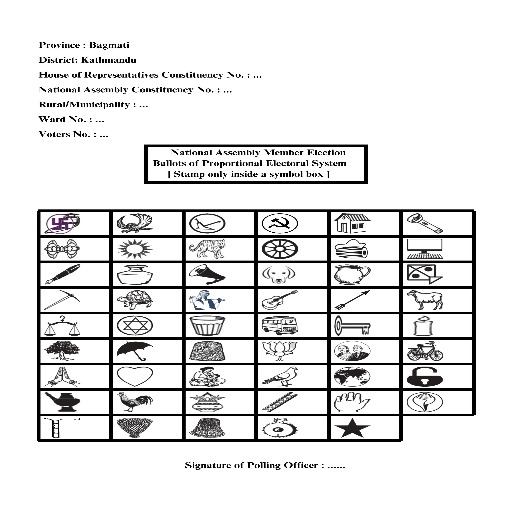 Province : Bagmati
District: Kathmandu
House of Representatives Constituency No. : ...
National Assembly Constituency No. : ...
Rural/Municipality : ...
Ward No. : ...
Voters No. : ...
National Assembly Member Election
Ballots of Proportional Electoral System
[ Stamp only inside a symbol box ]
Signature of Polling Officer : ......